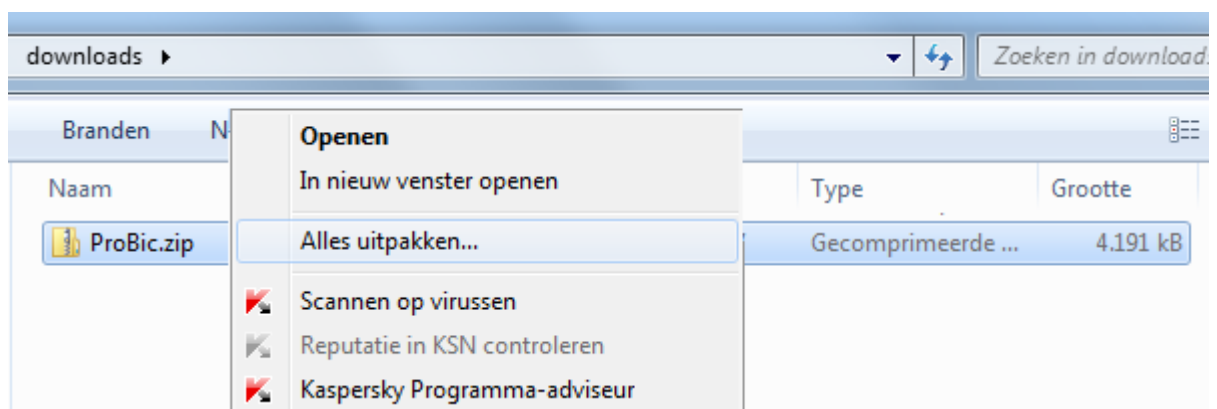 downloads
Zoeken in download
Branden
Openen
In nieuw venster openen
Naam
Type
Grootte
ProBic.zip
Alles uitpakken...
Gecomprimeerde ...
4.191 kB
Scannen op virussen
Reputatie in KSN controleren
Kaspersky Programma-adviseur